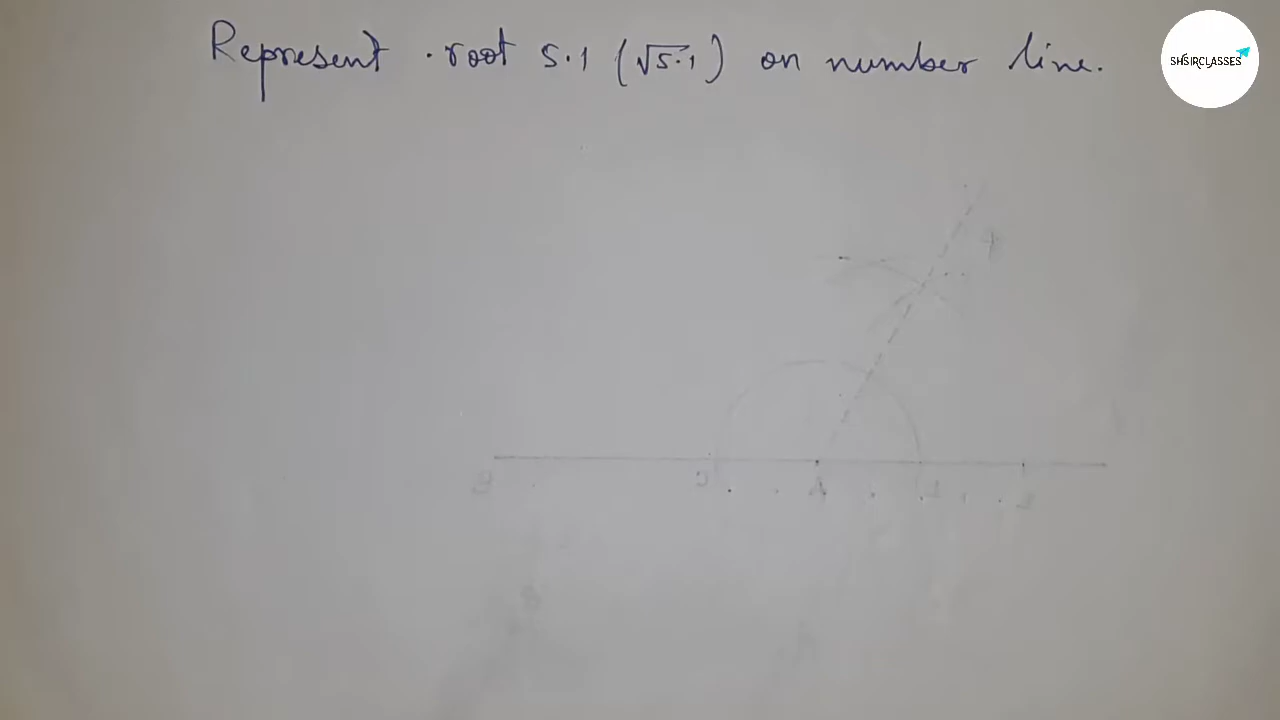 Represent root 5.1 (√5.1) on number line.
SHSIRCLASSES